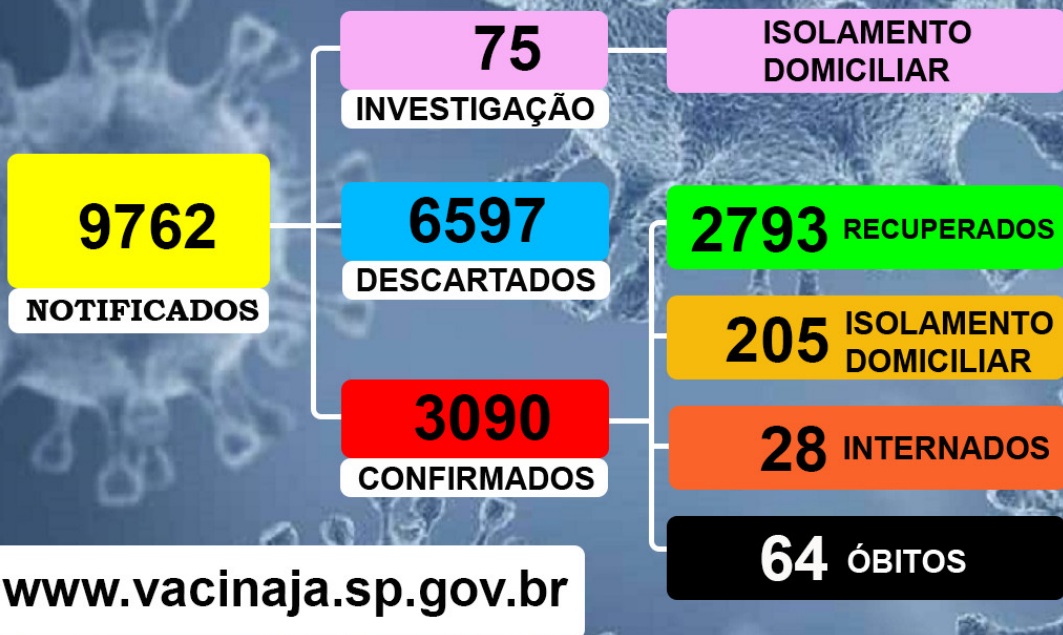 9762
NOTIFICADOS
75
INVESTIGAÇÃO
ISOLAMENTO
DOMICILIAR
6597
DESCARTADOS
3090
CONFIRMADOS
2793 RECUPERADOS
205 ISOLAMENTO
DOMICILIAR
28 INTERNADOS
64 ÓBITOS
www.vacinaja.sp.gov.br